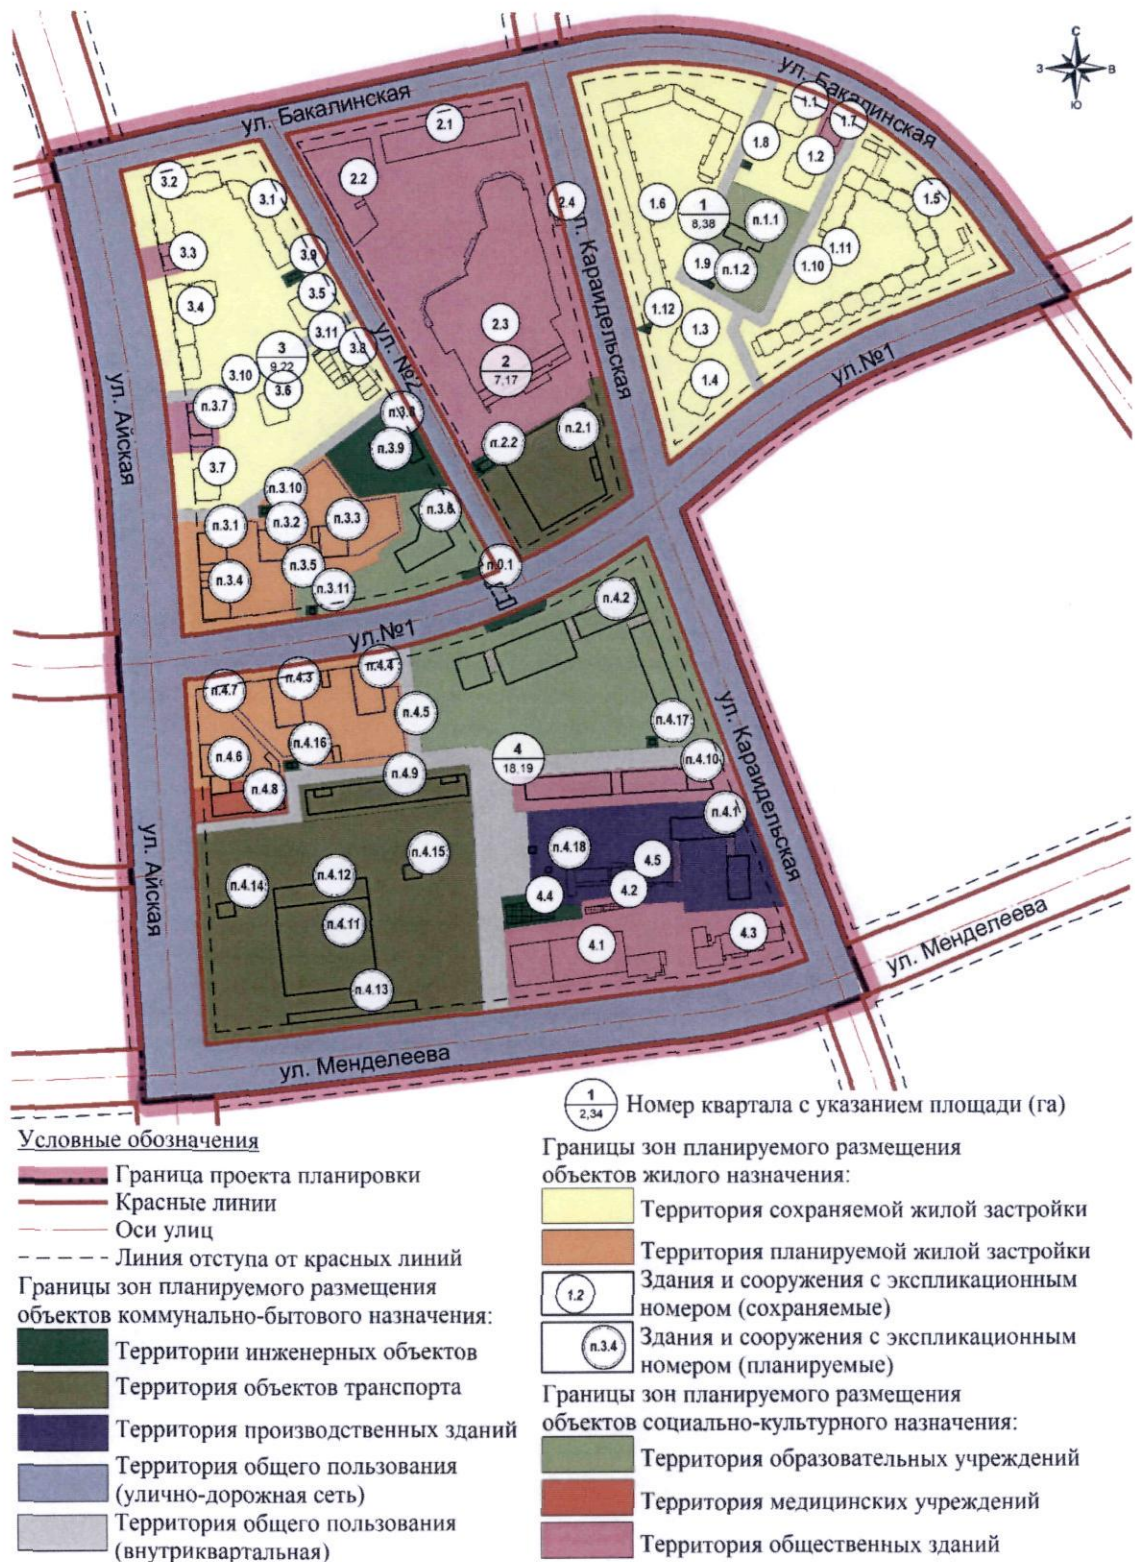 С
З
В
Ю
ул. Бакалинская
ул. Бакалинская
2.1
1.1
1.7
1.8
1.2
3.2
2.2
3.1
2.4
1.6
1
8,38
п.1.1
1.5
ул. Караидельская
3.3
3.9
1.9
п.1.2
1.11
1.10
3.4
3.5
2.3
1.12
1.3
3.11
3.8
3
9,22
2
7,17
ул. №2
3.10
3.6
1.4
ул.№1
ул. Айская
п.3.7
п.3.8
п.3.9
п.2.2
п.2.1
3.7
п.3.10
п.3.1
п.3.2
п.3.3
п.3.6
п.3.5
п.0.1
п.3.4
п.3.11
п.4.2
ул.№1
п.4.4
п.4.3
п.4.7
п.4.5
п.4.17
ул. Караидельская
п.4.16
п.4.6
4
18,19
п.4.10
п.4.9
п.4.8
п.4.1
ул. Айская
п.4.15
п.4.18
4.5
п.4.12
п.4.14
4.4
4.2
п.4.11
4.1
4.3
ул. Менделеева
п.4.13
ул. Менделеева
1
2,34
Номер квартала с указанием площади (га)
Условные обозначения
Граница проекта планировки
Красные линии
Оси улиц
Линия отступа от красных линий
Границы зон планируемого размещения
объектов коммунально-бытового назначения:
Территории инженерных объектов
Территория объектов транспорта
Территория производственных зданий
Территория общего пользования
(улично-дорожная сеть)
Территория общего пользования
(внутриквартальная)
Границы зон планируемого размещения
объектов жилого назначения:
Территория сохраняемой жилой застройки
Территория планируемой жилой застройки
1.2
Здания и сооружения с экспликационным
номером (сохраняемые)
п.3.4
Здания и сооружения с экспликационным
номером (планируемые)
Границы зон планируемого размещения
объектов социально-культурного назначения:
Территория образовательных учреждений
Территория медицинских учреждений
Территория общественных зданий